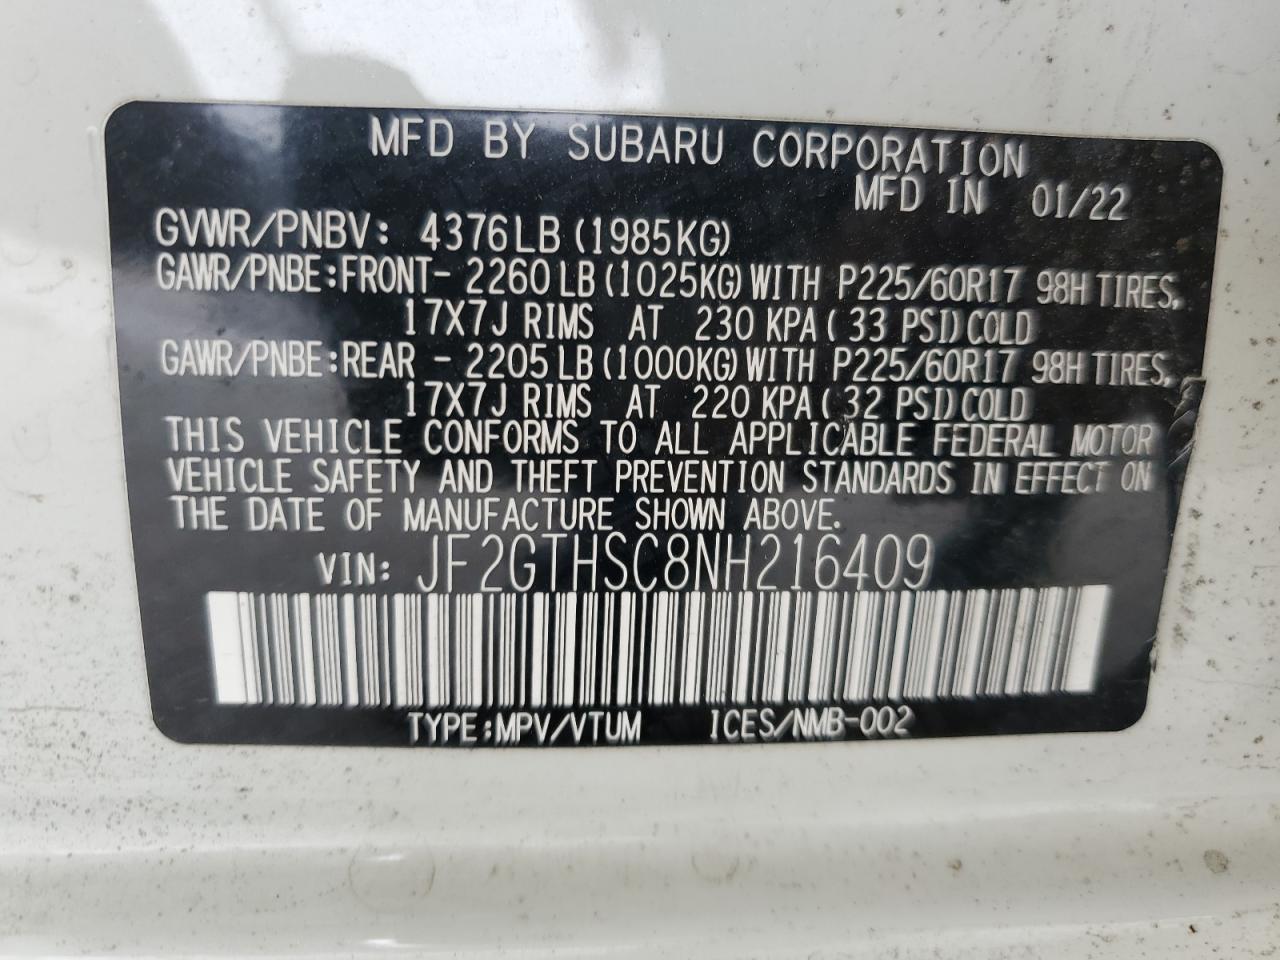 MFD BY SUBARU CORPORATION
MFD IN 01/22
GVWR/PNBV: 4376LB (1985KG)
GAWR/PNBE:FRONT- 2260 LB (1025KG) WITH P225/60R17 98H TIRES,
17X7J RIMS AT 230 KPA ( 33 PSI) COLD
GAWR/PNBE:REAR - 2205 LB (1000KG) WITH P225/60R17 98H TIRES,
17X7J RIMS AT 220 KPA ( 32 PSI) COLD
THIS VEHICLE CONFORMS TO ALL APPLICABLE FEDERAL MOTOR
VEHICLE SAFETY AND THEFT PREVENTION STANDARDS IN EFFECT ON
THE DATE OF MANUFACTURE SHOWN ABOVE.
VIN: JF2GTHSC8NH216409
TYPE:MPV/VTUM ICES/NMB-002